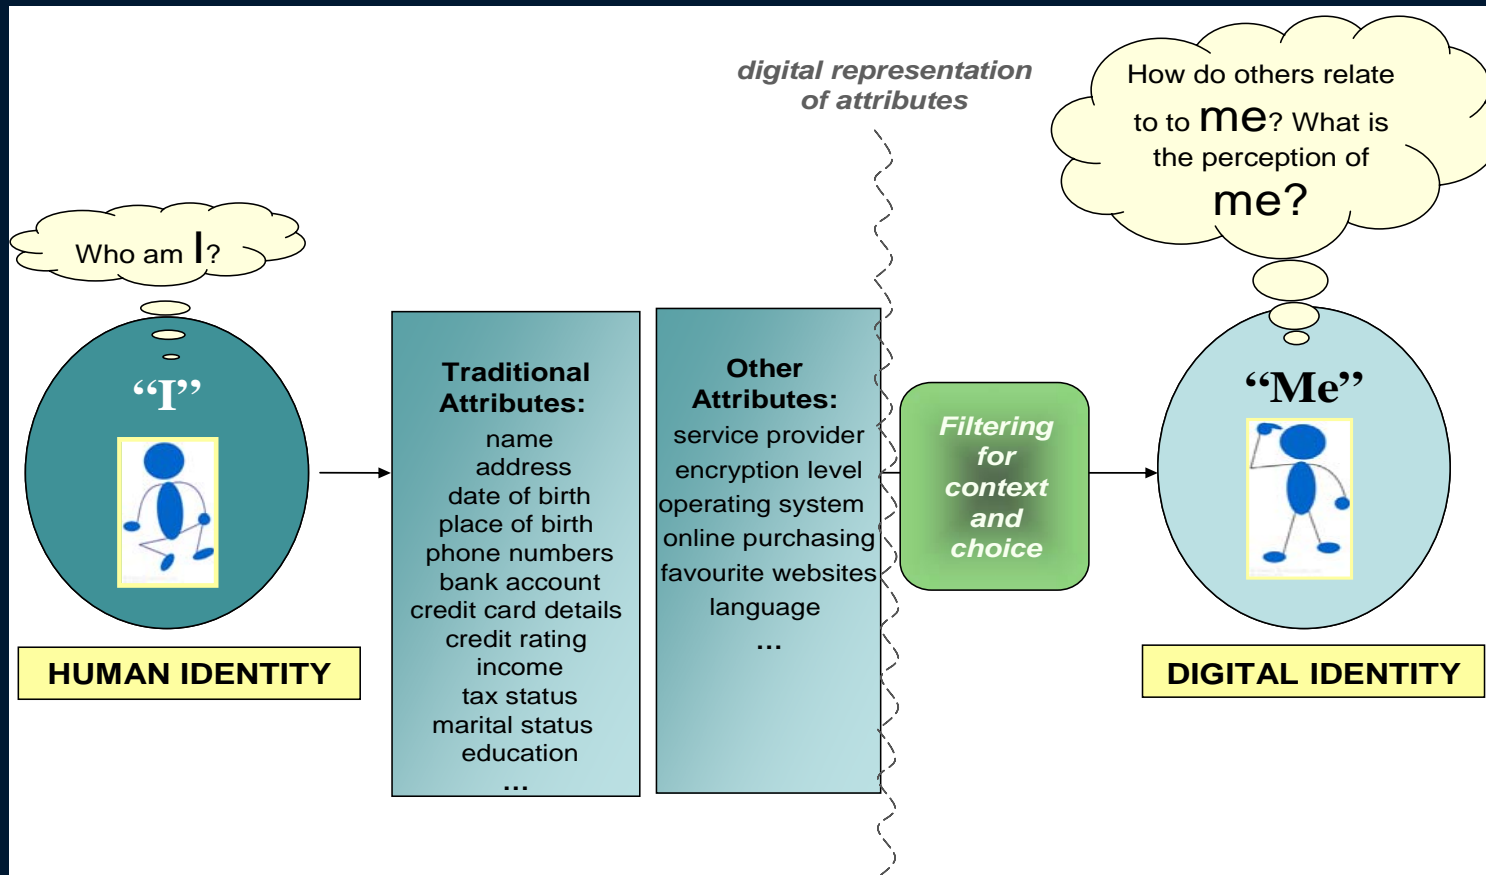 digital representation
of attributes
How do others relate
to to me? What is
the perception of
me?
Who am I?
“I”
HUMAN IDENTITY
Traditional
Attributes:
name
address
date of birth
place of birth
phone numbers
bank account
credit card details
credit rating
income
tax status
marital status
education
...
Other
Attributes:
service provider
encryption level
operating system
online purchasing
favourite websites
language
...
Filtering
for
context
and
choice
“Me”
DIGITAL IDENTITY